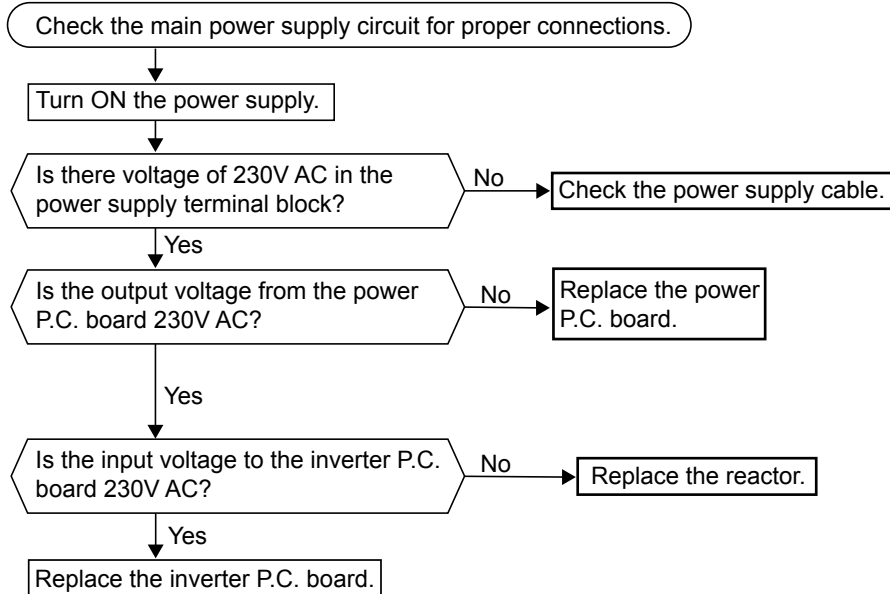 Check the main power supply circuit for proper connections.
Turn ON the power supply.
Is there voltage of 230V AC in the
power supply terminal block?
No
Check the power supply cable.
Yes
Is the output voltage from the power
P.C. board 230V AC?
No
Replace the power
P.C. board.
Yes
Is the input voltage to the inverter P.C.
board 230V AC?
No
Replace the reactor.
Yes
Replace the inverter P.C. board.